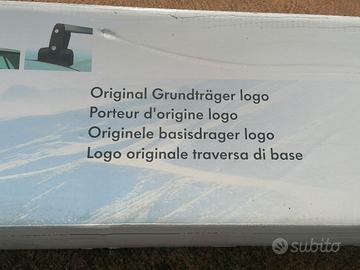 Original Grundträger logo
Porteur d'origine logo
Originele basisdrager logo
Logo originale traversa di base
subito